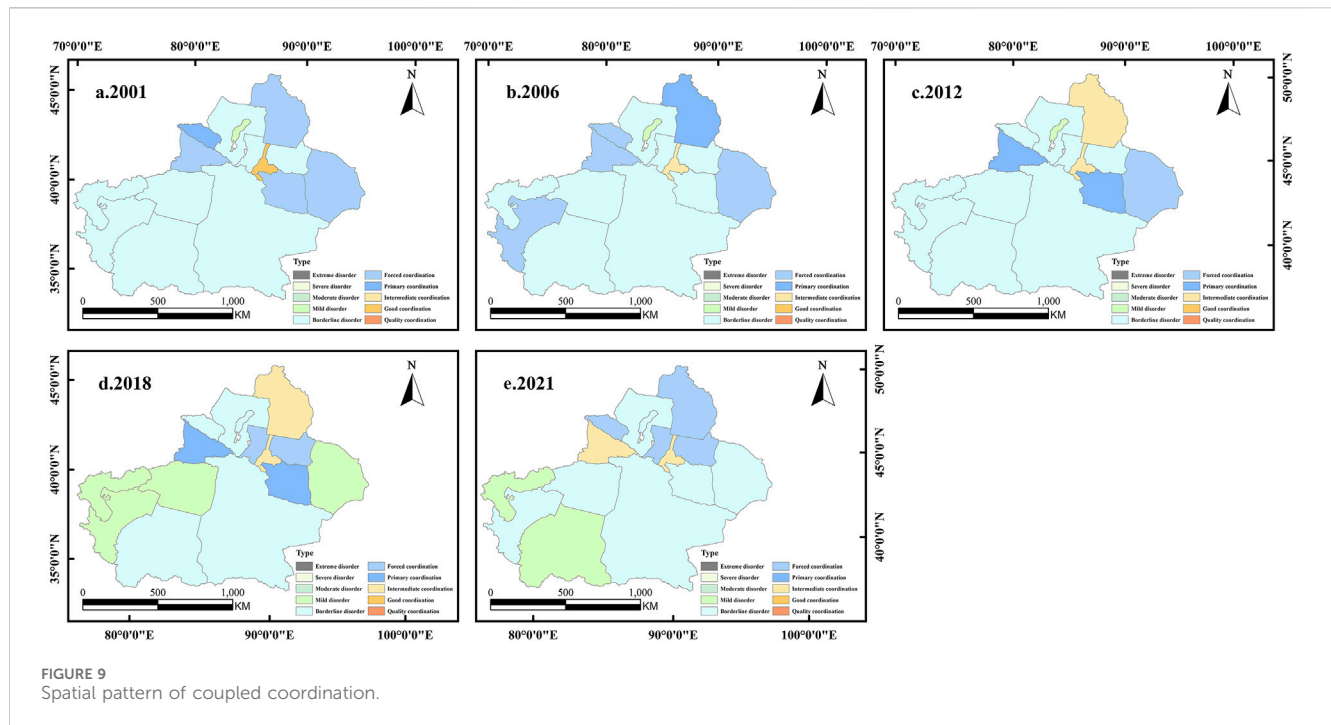 70°0'0"E 80°0'0"E 90°0'0"E 100°0'0"E 70°0'0"E 80°0'0"E 90°0'0"E 100°0'0"E 70°0'0"E 80°0'0"E 90°0'0"E 100°0'0"E
a.2001
N
45°0'0"N
40°0'0"N
35°0'0"N
Type
Extreme disorder Forced coordination
Severe disorder Primary coordination
Moderate disorder Intermediate coordination
Mild disorder Good coordination
Borderline disorder Quality coordination
0 500 1,000
KM
b.2006
N
Type
Extreme disorder Forced coordination
Severe disorder Primary coordination
Moderate disorder Intermediate coordination
Mild disorder Good coordination
Borderline disorder Quality coordination
0 500 1,000
KM
c.2012
N
50°0'0"N
45°0'0"N
40°0'0"N
Type
Extreme disorder Forced coordination
Severe disorder Primary coordination
Moderate disorder Intermediate coordination
Mild disorder Good coordination
Borderline disorder Quality coordination
0 500 1,000
KM
d.2018
N
45°0'0"N
40°0'0"N
35°0'0"N
Type
Extreme disorder Forced coordination
Severe disorder Primary coordination
Moderate disorder Intermediate coordination
Mild disorder Good coordination
Borderline disorder Quality coordination
0 500 1,000
KM
e.2021
N
50°0'0"N
45°0'0"N
40°0'0"N
Type
Extreme disorder Forced coordination
Severe disorder Primary coordination
Moderate disorder Intermediate coordination
Mild disorder Good coordination
Borderline disorder Quality coordination
0 500 1,000
KM
80°0'0"E 90°0'0"E 100°0'0"E 80°0'0"E 90°0'0"E 100°0'0"E
FIGURE 9
Spatial pattern of coupled coordination.